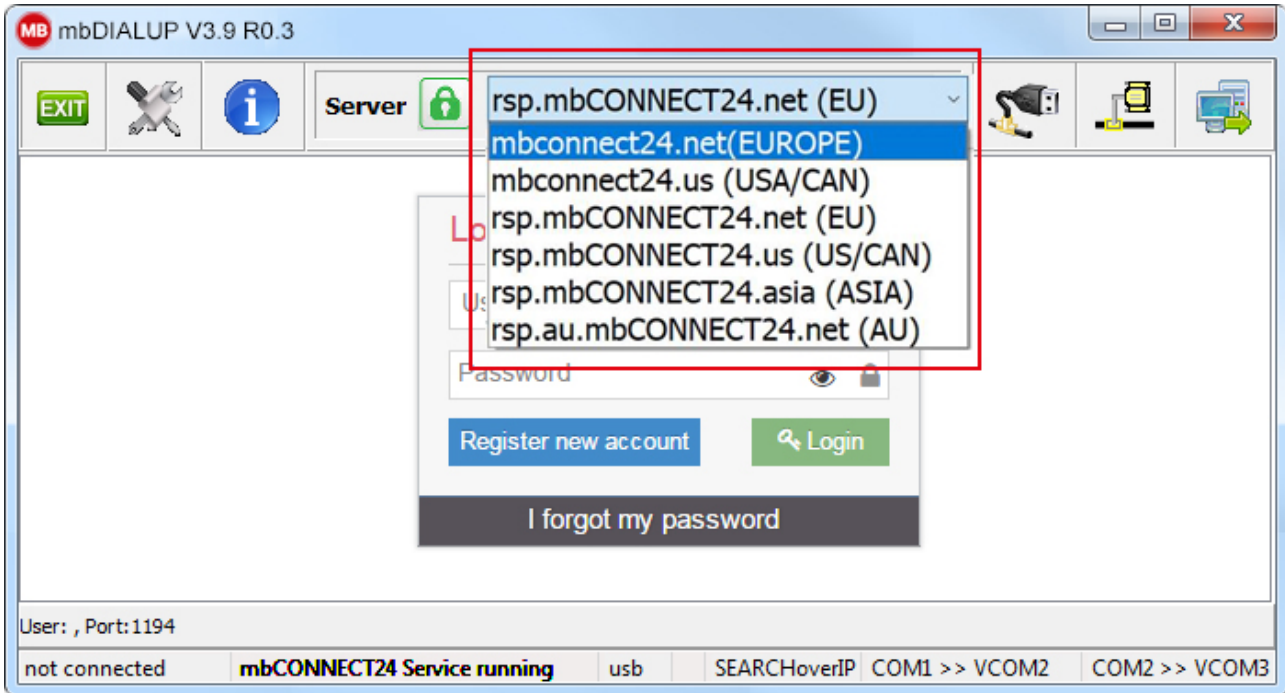 MB mbDIALUP V3.9 R0.3
EXIT
Server
rsp.mbCONNECT24.net (EU)
mbconnect24.net(EUROPE)
mbconnect24.us (USA/CAN)
rsp.mbCONNECT24.net (EU)
rsp.mbCONNECT24.us (US/CAN)
rsp.mbCONNECT24.asia (ASIA)
rsp.au.mbCONNECT24.net (AU)
Lo
Us
Password
Register new account
Login
I forgot my password
User: , Port:1194
not connected mbCONNECT24 Service running usb SEARCHoverIP COM1 >> VCOM2 COM2 >> VCOM3